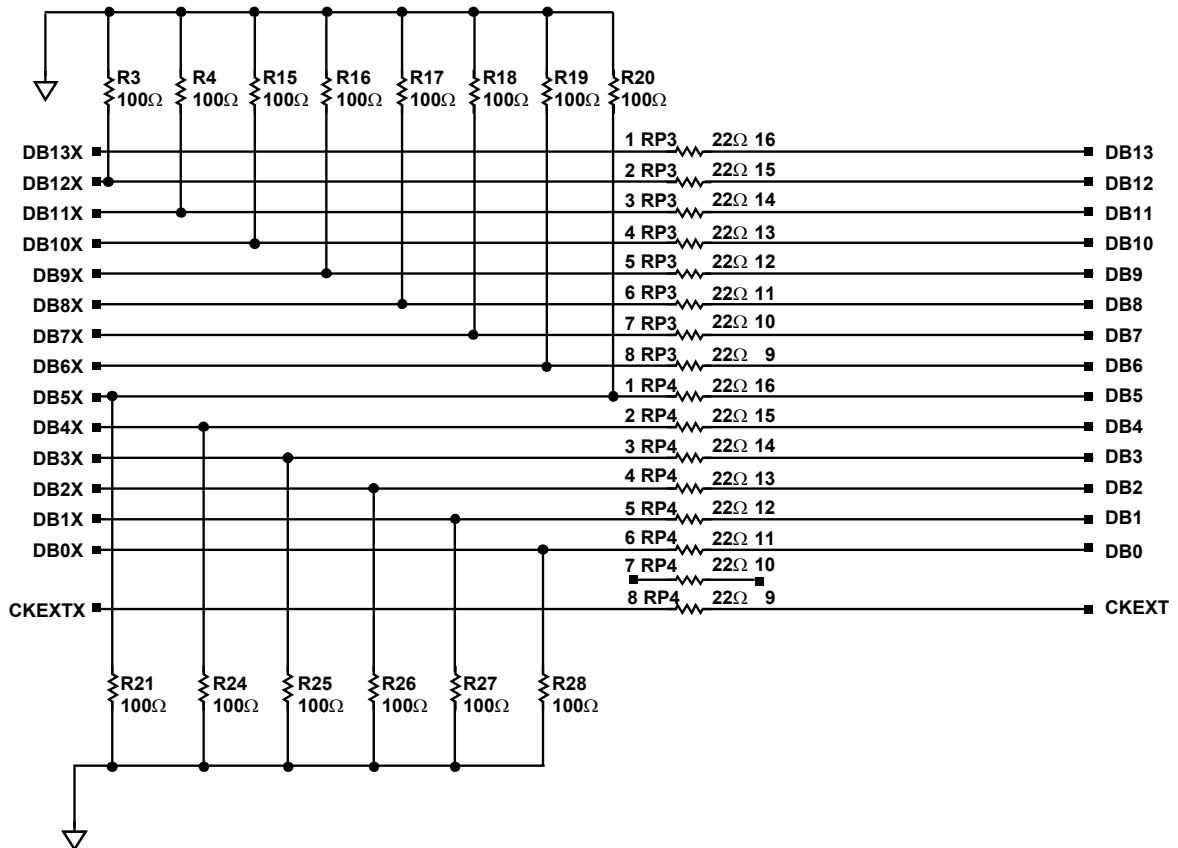 R3 R4 R15 R16 R17 R18 R19 R20
100Ω 100Ω 100Ω 100Ω 100Ω 100Ω 100Ω 100Ω
DB13X 1 RP3 22Ω 16 DB13
DB12X 2 RP3 22Ω 15 DB12
DB11X 3 RP3 22Ω 14 DB11
DB10X 4 RP3 22Ω 13 DB10
DB9X 5 RP3 22Ω 12 DB9
DB8X 6 RP3 22Ω 11 DB8
DB7X 7 RP3 22Ω 10 DB7
DB6X 8 RP3 22Ω 9 DB6
DB5X 1 RP4 22Ω 16 DB5
DB4X 2 RP4 22Ω 15 DB4
DB3X 3 RP4 22Ω 14 DB3
DB2X 4 RP4 22Ω 13 DB2
DB1X 5 RP4 22Ω 12 DB1
DB0X 6 RP4 22Ω 11 DB0
7 RP4 22Ω 10
CKEXTX 8 RP4 22Ω 9 CKEXT
R21 R24 R25 R26 R27 R28
100Ω 100Ω 100Ω 100Ω 100Ω 100Ω